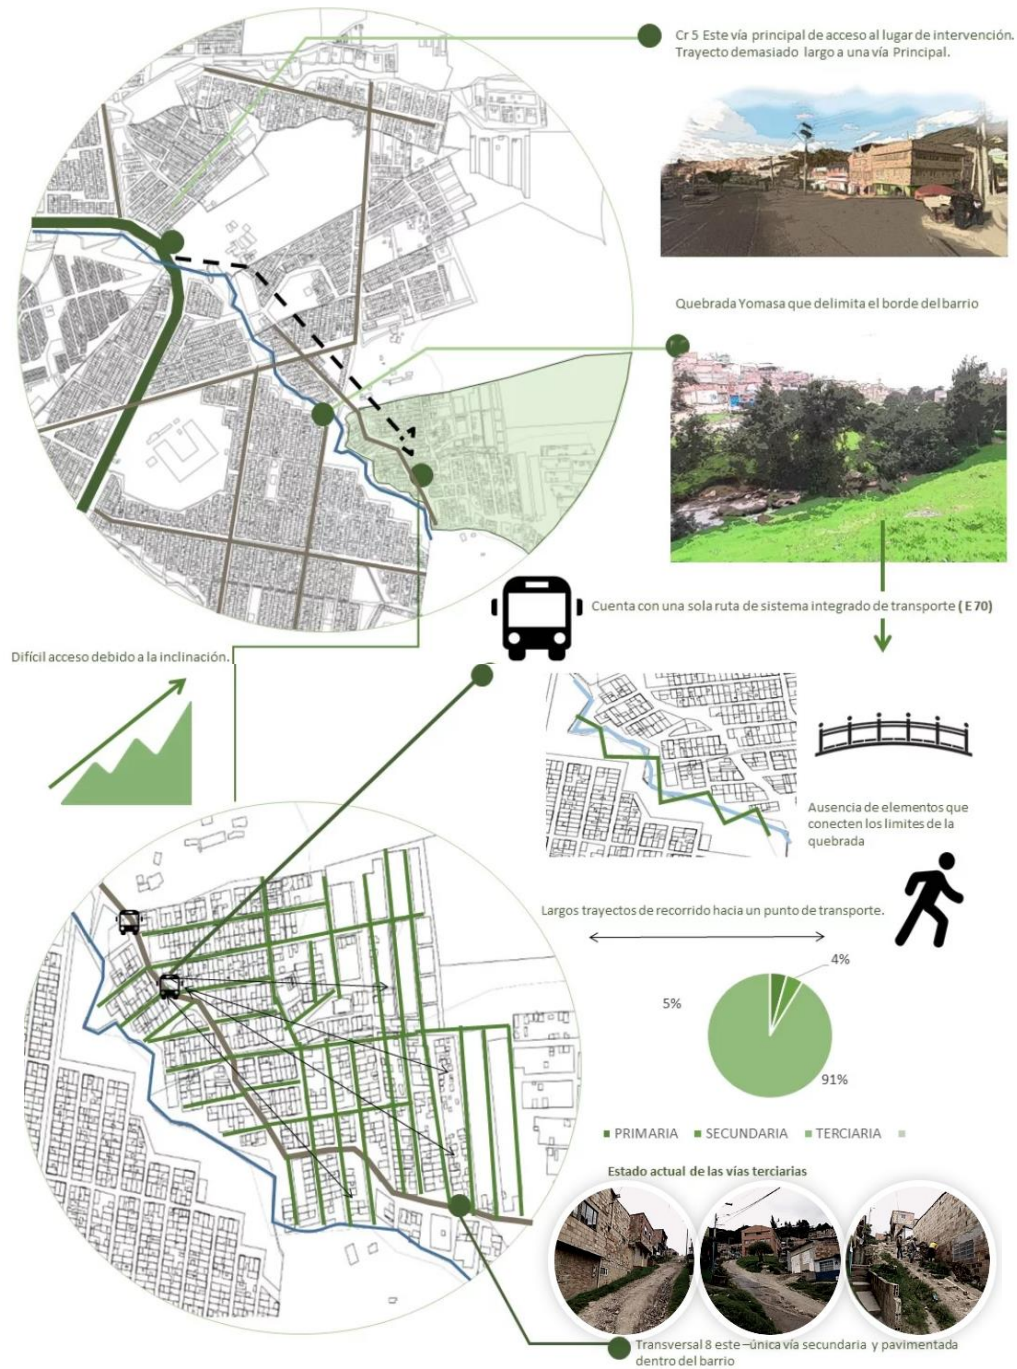 Cr 5 Este vía principal de acceso al lugar de intervención.
Trayecto demasiado largo a una vía Principal.
Quebrada Yomasa que delimita el borde del barrio
Cuenta con una sola ruta de sistema integrado de transporte ( E 70)
Difícil acceso debido a la inclinación.
Ausencia de elementos que
conecten los limites de la
quebrada
Largos trayectos de recorrido hacia un punto de transporte.
4%
5%
91%
PRIMARIA SECUNDARIA TERCIARIA
Estado actual de las vías terciarias
Transversal 8 este –única vía secundaria y pavimentada
dentro del barrio